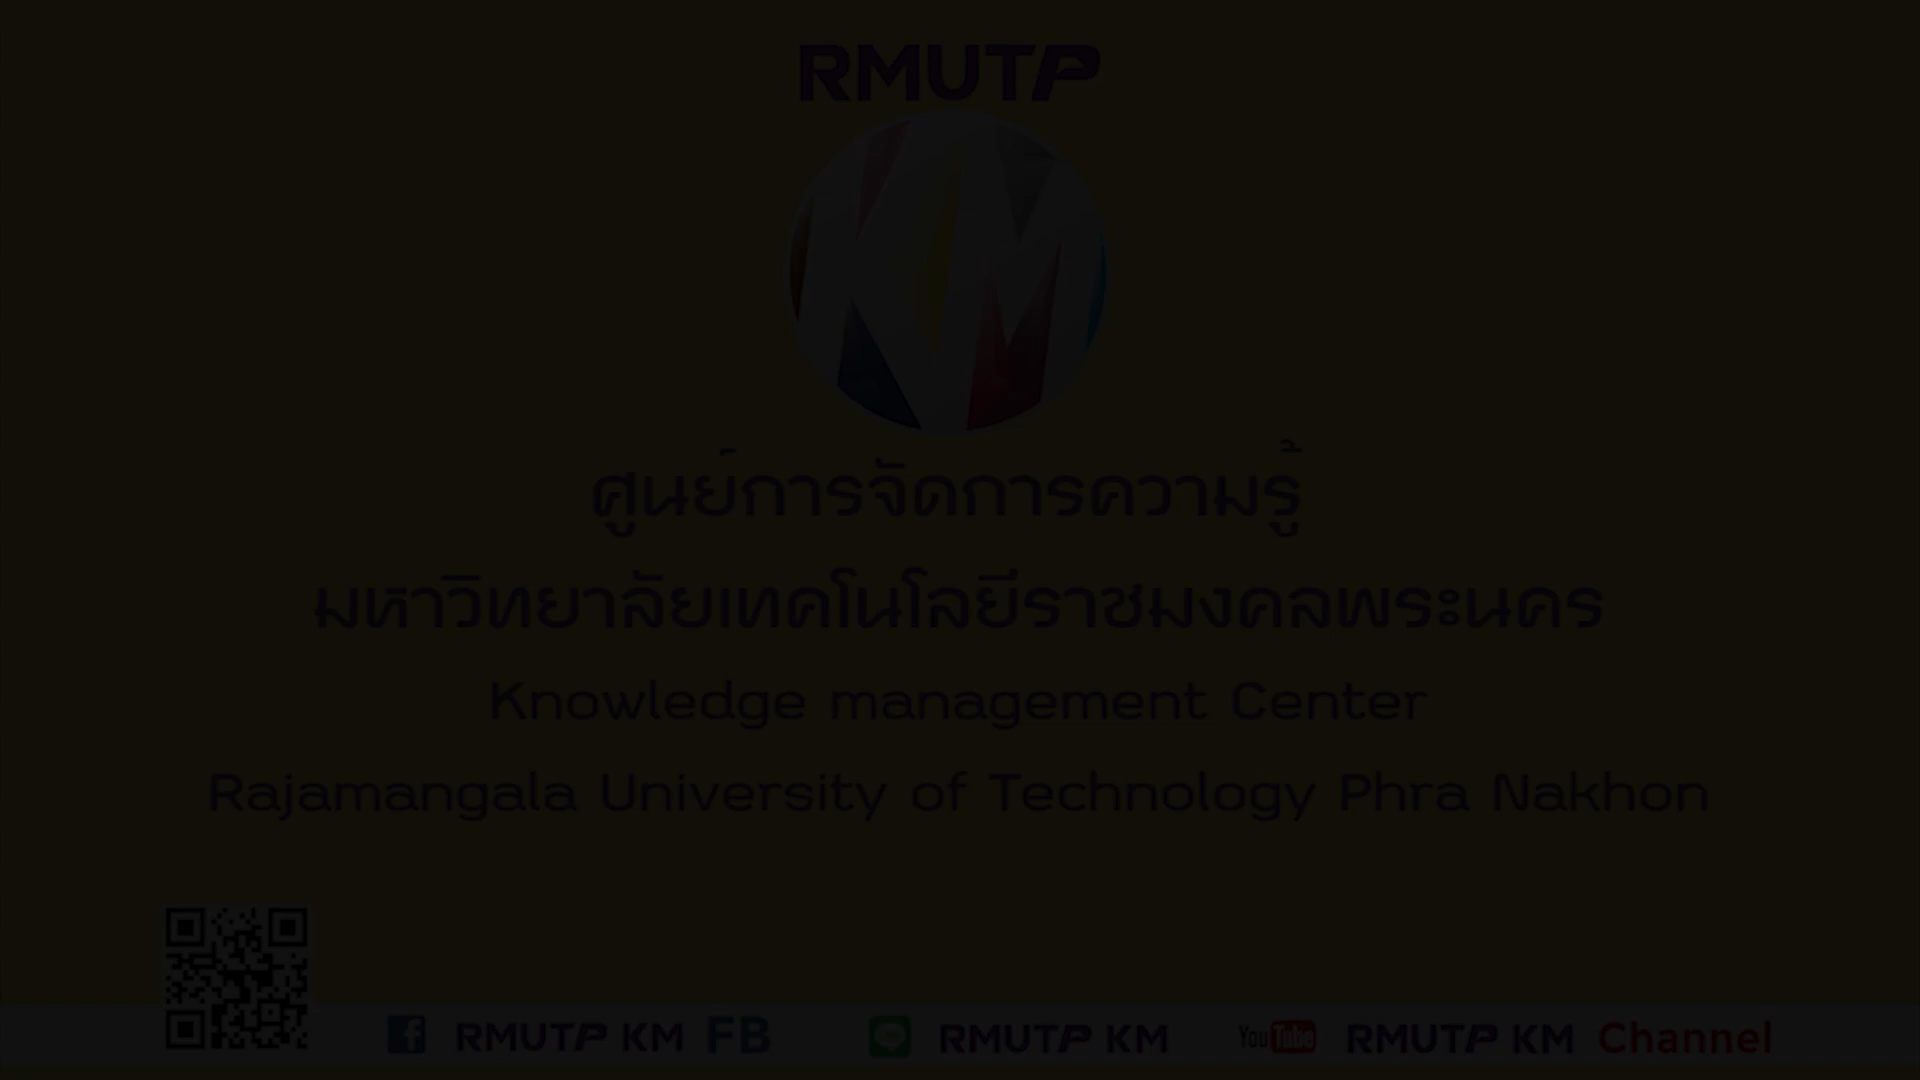 RMUTP
KM
ศูนย์การจัดการความรู้
มหาวิทยาลัยเทคโนโลยีราชมงคลพระนคร
Knowledge management Center
Rajamangala University of Technology Phra Nakhon
RMUTP KM FB
RMUTP KM
YouTube RMUTP KM Channel